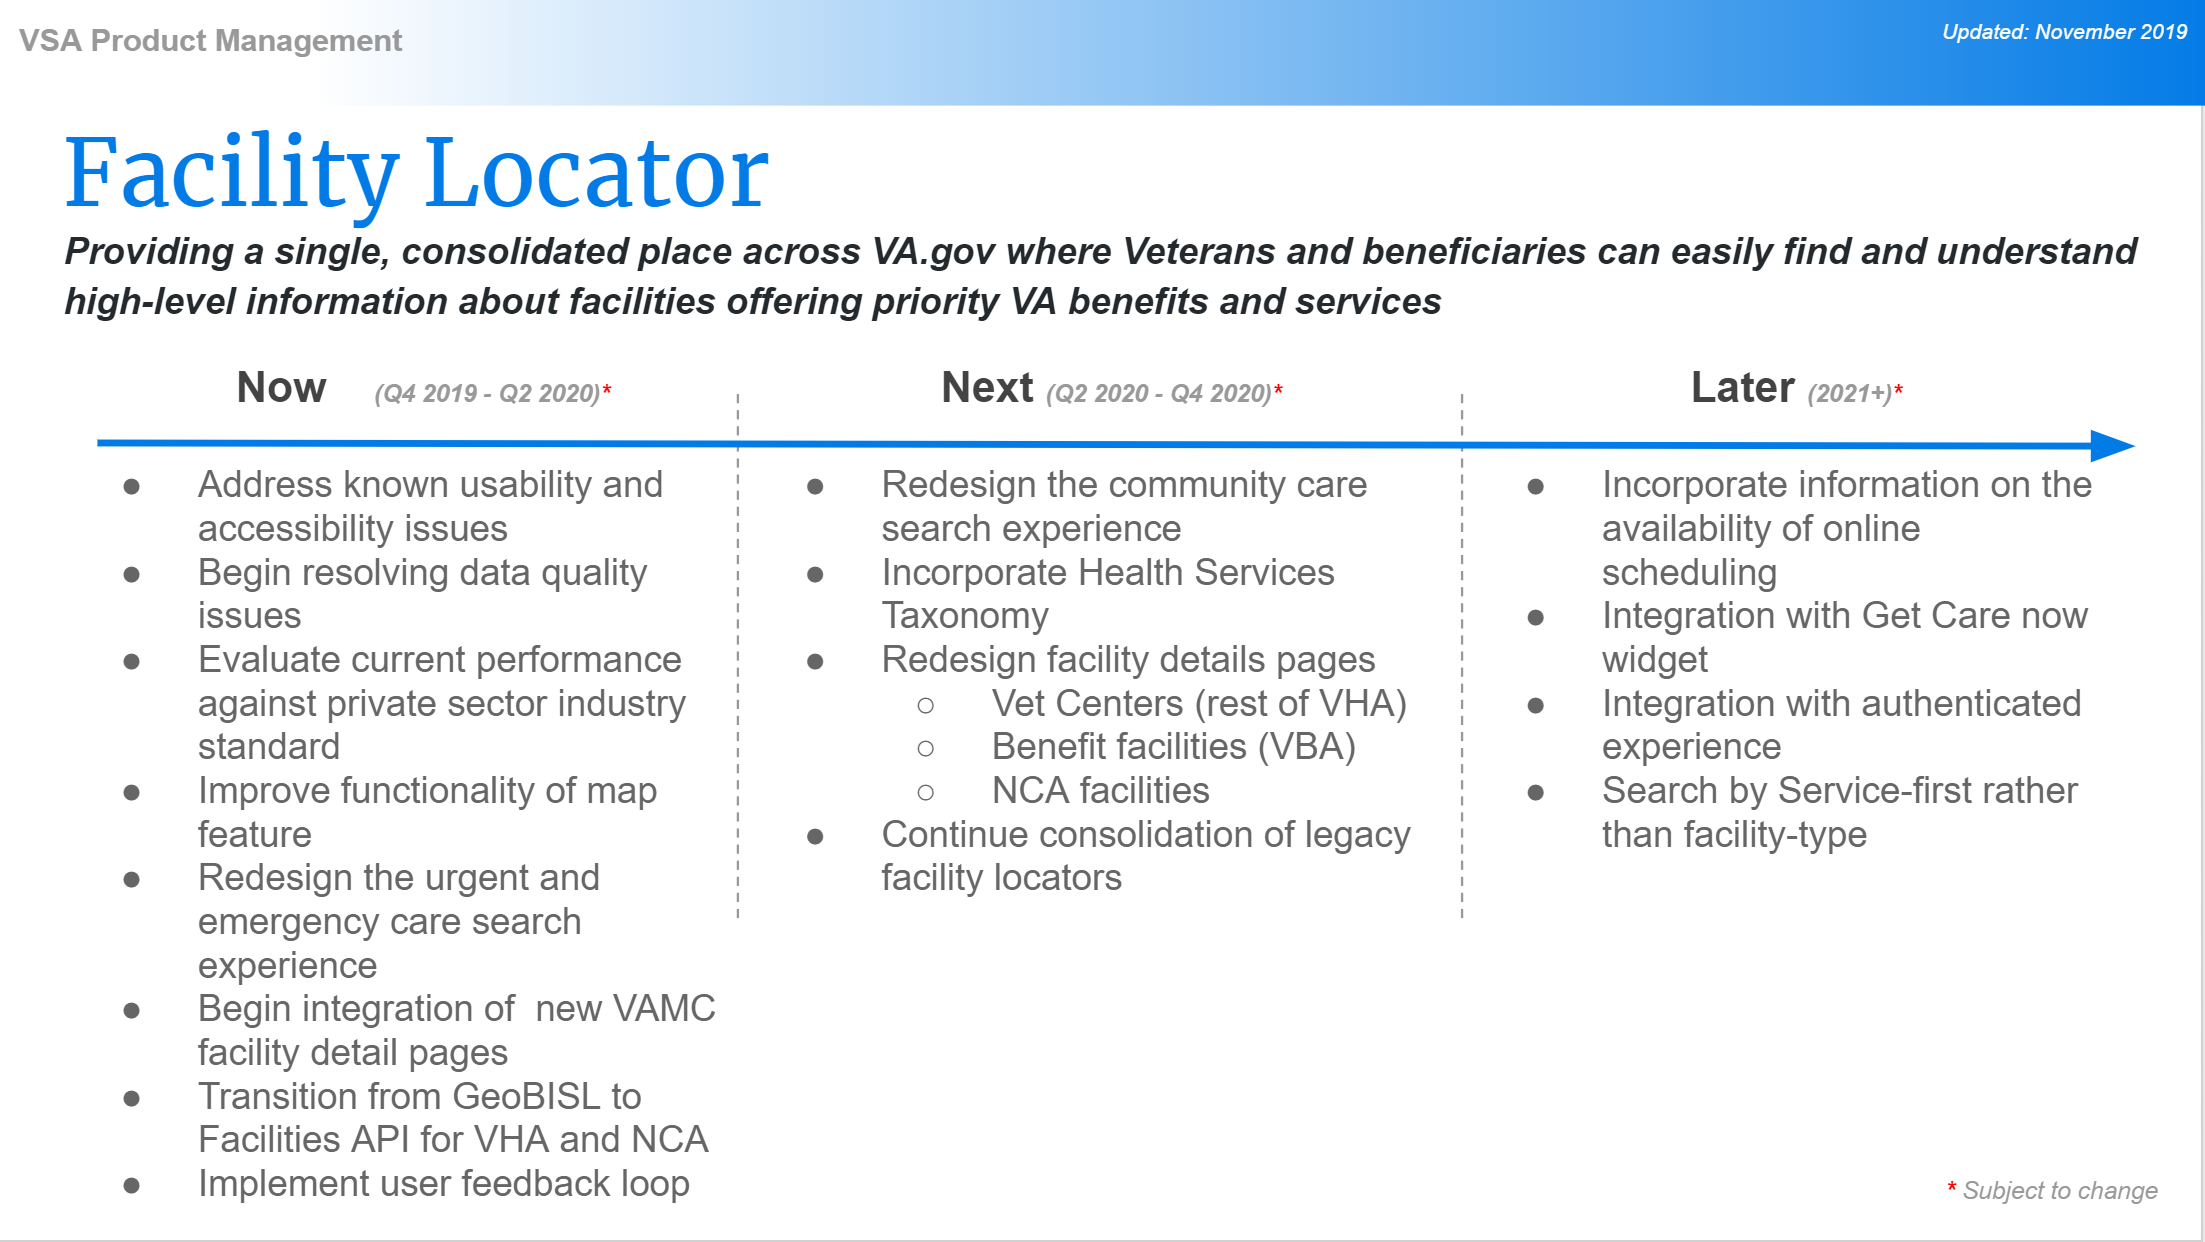 VSA Product Management
Updated: November 2019
Facility Locator
Providing a single, consolidated place across VA.gov where Veterans and beneficiaries can easily find and understand
high-level information about facilities offering priority VA benefits and services
Now (Q4 2019 - Q2 2020)*
Next (Q2 2020 - Q4 2020)*
Later (2021+)*
● Address known usability and
accessibility issues
● Begin resolving data quality
issues
● Evaluate current performance
against private sector industry
standard
● Improve functionality of map
feature
● Redesign the urgent and
emergency care search
experience
● Begin integration of  new VAMC
facility detail pages
● Transition from GeoBISL to
Facilities API for VHA and NCA
● Implement user feedback loop
● Redesign the community care
search experience
● Incorporate Health Services
Taxonomy
● Redesign facility details pages
○ Vet Centers (rest of VHA)
○ Benefit facilities (VBA)
○ NCA facilities
● Continue consolidation of legacy
facility locators
● Incorporate information on the
availability of online
scheduling
● Integration with Get Care now
widget
● Integration with authenticated
experience
● Search by Service-first rather
than facility-type
* Subject to change